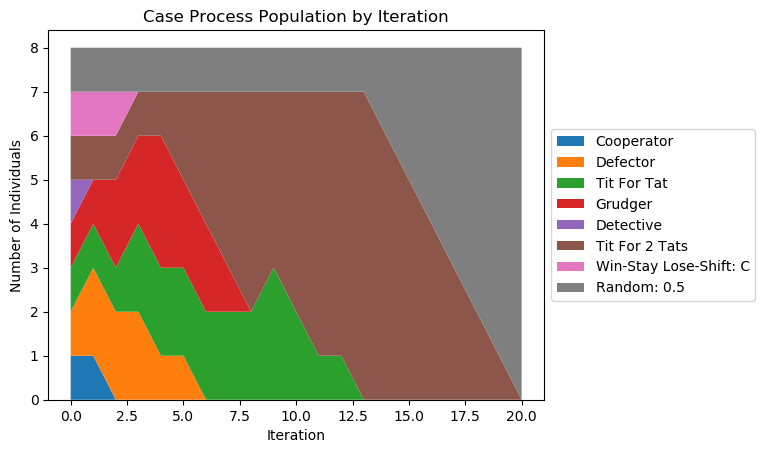 Case Process Population by Iteration
Number of Individuals
8
7
6
5
4
3
2
1
0
0.0 2.5 5.0 7.5 10.0 12.5 15.0 17.5 20.0
Iteration
Cooperator
Defector
Tit For Tat
Grudger
Detective
Tit For 2 Tats
Win-Stay Lose-Shift: C
Random: 0.5